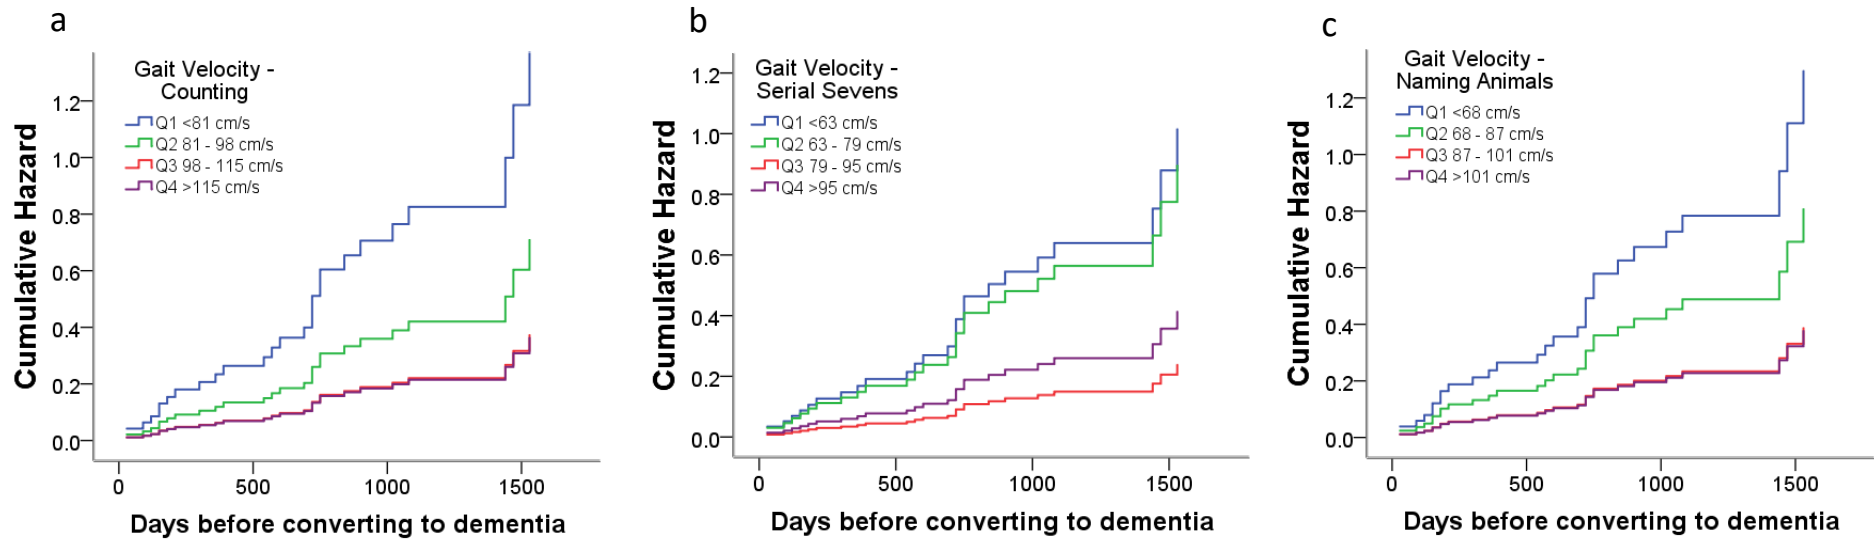 a
Gait Velocity -
Counting
Q1 <81 cm/s
Q2 81 - 98 cm/s
Q3 98 - 115 cm/s
Q4 >115 cm/s
Cumulative Hazard
1.2
1.0
0.8
0.6
0.4
0.2
0.0
0 500 1000 1500
Days before converting to dementia
b
Gait Velocity -
Serial Sevens
Q1 <63 cm/s
Q2 63 - 79 cm/s
Q3 79 - 95 cm/s
Q4 >95 cm/s
Cumulative Hazard
1.2
1.0
0.8
0.6
0.4
0.2
0.0
0 500 1000 1500
Days before converting to dementia
c
Gait Velocity -
Naming Animals
Q1 <68 cm/s
Q2 68 - 87 cm/s
Q3 87 - 101 cm/s
Q4 >101 cm/s
Cumulative Hazard
1.2
1.0
0.8
0.6
0.4
0.2
0.0
0 500 1000 1500
Days before converting to dementia